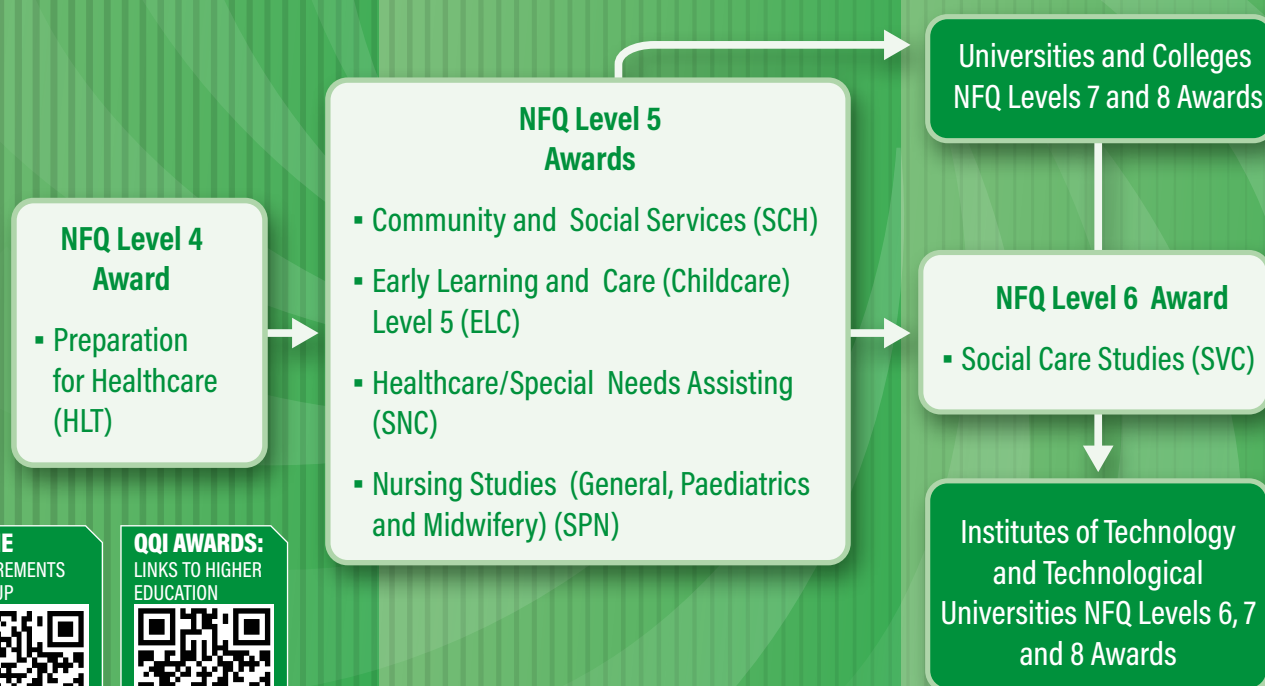 NFQ Level 4
Award
▪ Preparation
for Healthcare
(HLT)
NFQ Level 5
Awards
▪ Community and Social Services (SCH)
▪ Early Learning and Care (Childcare)
Level 5 (ELC)
▪ Healthcare/Special Needs Assisting
(SNC)
▪ Nursing Studies (General, Paediatrics
and Midwifery) (SPN)
Universities and Colleges
NFQ Levels 7 and 8 Awards
NFQ Level 6 Award
▪ Social Care Studies (SVC)
Institutes of Technology
and Technological
Universities NFQ Levels 6, 7
and 8 Awards
QQI AWARDS:
LINKS TO HIGHER
EDUCATION